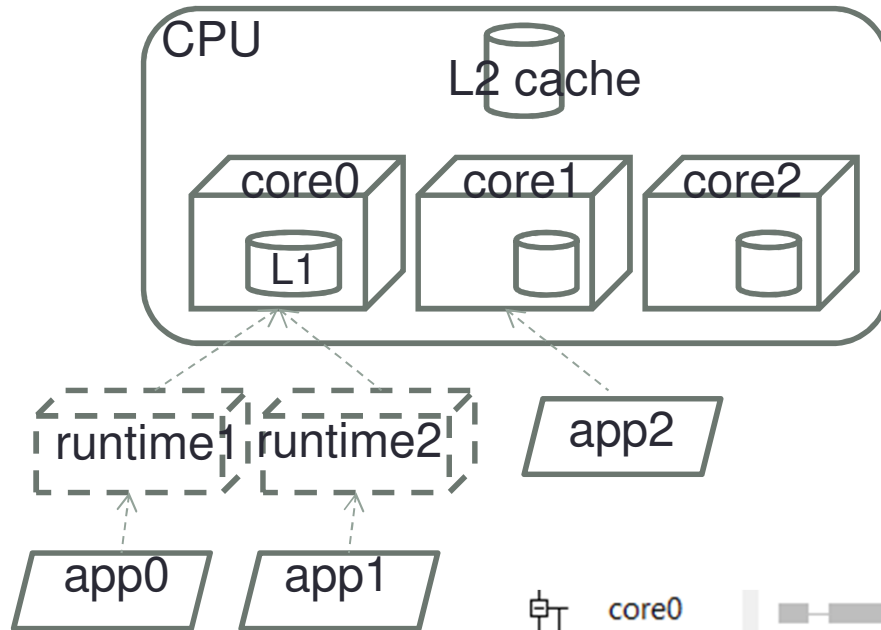 CPU
L2 cache
core0
core1
core2
L1
runtime1
runtime2
app2
app0
app1
core0